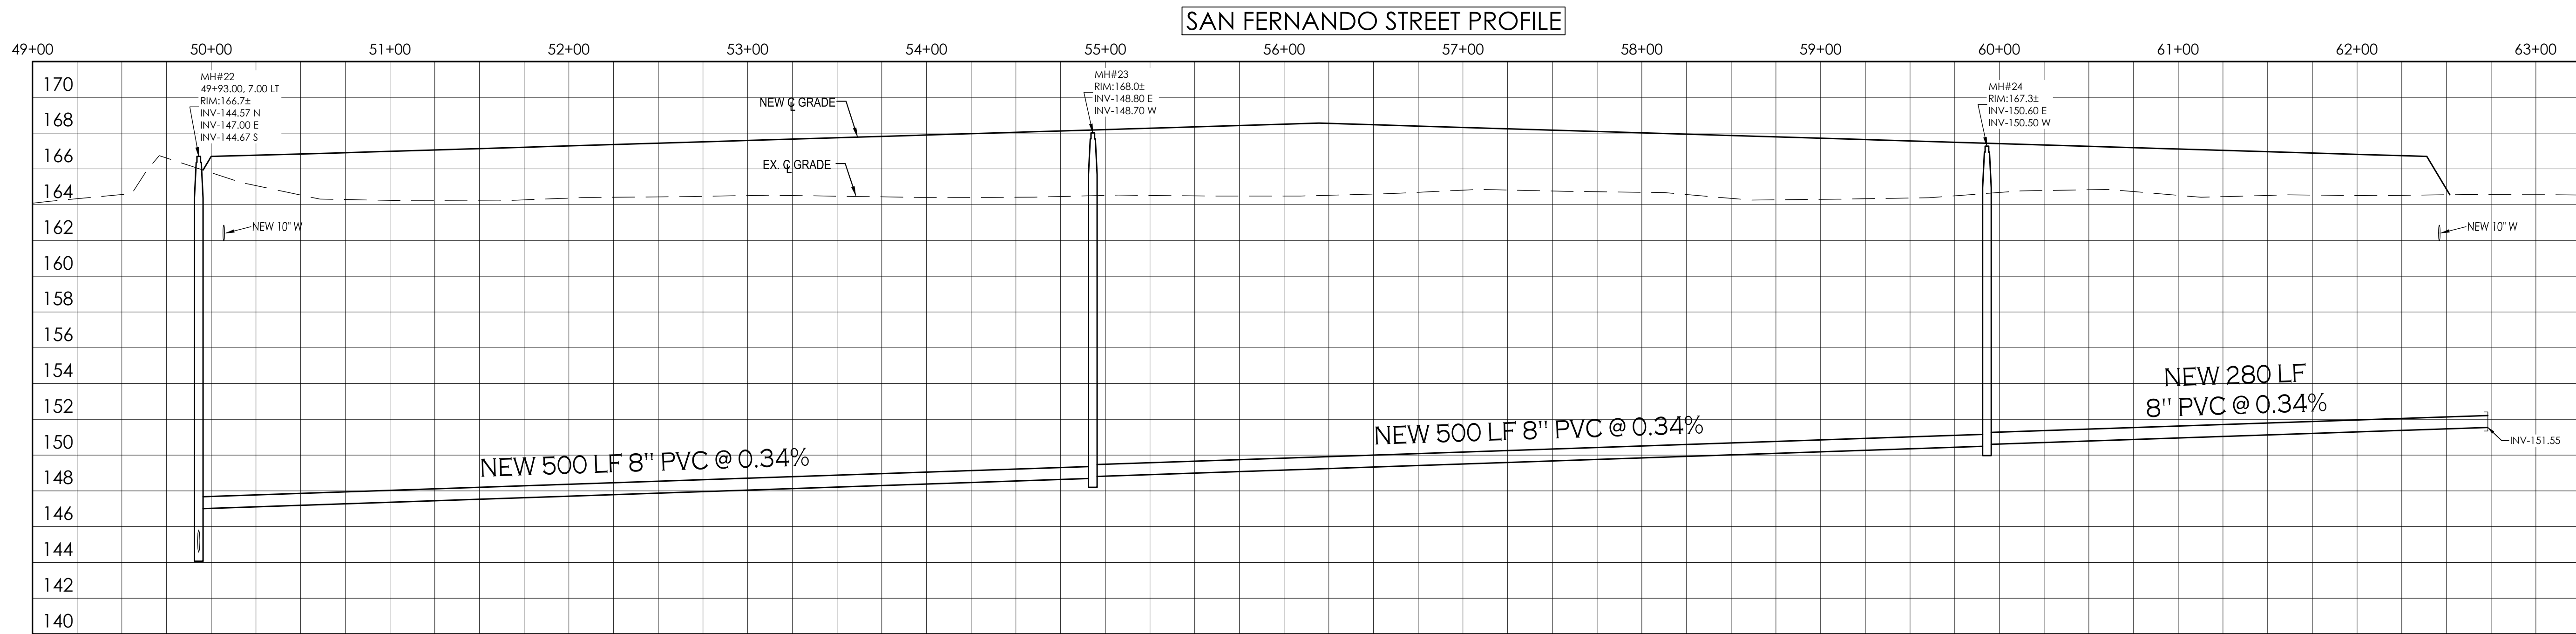 SAN FERNANDO STREET PROFILE
49+00 50+00 51+00 52+00 53+00 54+00 55+00 56+00 57+00 58+00 59+00 60+00 61+00 62+00 63+00
170
168
166
164
162
160
158
156
154
152
150
148
146
144
142
140
MH#22
49+93.00, 7.00 LT
RIM:166.7±
INV-144.57 N
INV-147.00 E
INV-144.67 S
NEW ℄ GRADE
EX. ℄ GRADE
MH#23
RIM:168.0±
INV-148.80 E
INV-148.70 W
MH#24
RIM:167.3±
INV-150.60 E
INV-150.50 W
NEW 10" W
NEW 10" W
NEW 500 LF 8" PVC @ 0.34%
NEW 500 LF 8" PVC @ 0.34%
NEW 280 LF
8" PVC @ 0.34%
INV-151.55